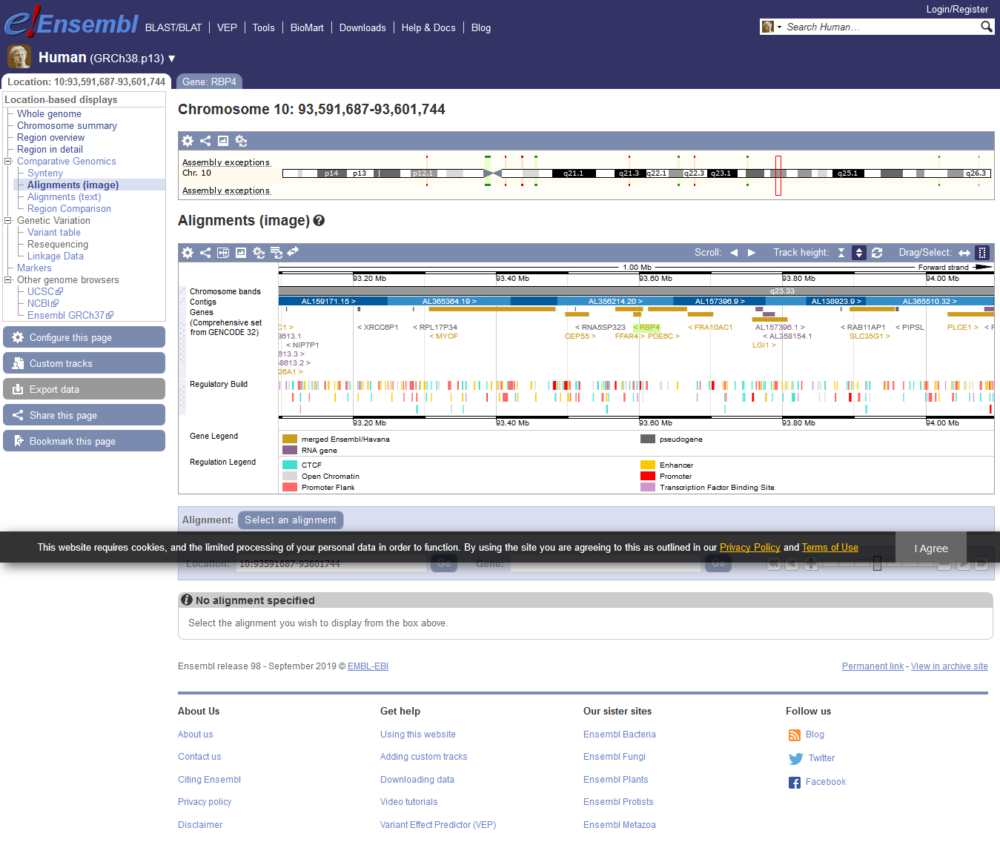 Login/Register
e!Ensembl BLAST/BLAT VEP Tools BioMart Downloads Help & Docs Blog
Search Human…
Human (GRCh38.p13) ▼
Location: 10:93,591,687-93,601,744 Gene: RBP4
Location-based displays
Whole genome
Chromosome summary
Region overview
Region in detail
Comparative Genomics
Synteny
Alignments (image)
Alignments (text)
Region Comparison
Genetic Variation
Variant table
Resequencing
Linkage Data
Markers
Other genome browsers
UCSC
NCBI
Ensembl GRCh37
Configure this page
Custom tracks
Export data
Share this page
Bookmark this page
Chromosome 10: 93,591,687-93,601,744
Assembly exceptions
Chr. 10 p14 p13 p12.1 q21.1 q21.3 q22.1 q22.3 q23.1 q25.1 q26.3
Assembly exceptions
Alignments (image)
Scroll: Track height: Drag/Select:
1.00 Mb Forward strand
93.20 Mb 93.40 Mb 93.60 Mb 93.80 Mb 94.00 Mb
Chromosome bands q23.33
Contigs AL159171.15 > AL365364.19 > AL356214.20 > AL157396.9 > AL138923.9 > AL365510.32 >
Genes
(Comprehensive set
from GENCODE 32)
C1 > < XRCC6P1 < RPL17P34 < RNA5SP323 < RBP4 < FRA10AC1 AL157396.1 > < RAB11AP1 < PIPSL PLCE1 > < P
8613.1 < MYOF CEP55 > FFAR4 > PDE6C > < AL358154.1 SLC35G1 >
< NIP7P1 LGI1 >
613.3 >
8613.2 >
26A1 >
Regulatory Build
93.20 Mb 93.40 Mb 93.60 Mb 93.80 Mb 94.00 Mb
Gene Legend
merged Ensembl/Havana pseudogene
RNA gene
Regulation Legend
CTCF Enhancer
Open Chromatin Promoter
Promoter Flank Transcription Factor Binding Site
Alignment: Select an alignment
This website requires cookies, and the limited processing of your personal data in order to function. By using the site you are agreeing to this as outlined in our Privacy Policy and Terms of Use I Agree
Location: 10:93591687-93601744 Go Gene: Go
No alignment specified
Select the alignment you wish to display from the box above.
Ensembl release 98 - September 2019 © EMBL-EBI Permanent link - View in archive site
About Us
About us
Contact us
Citing Ensembl
Privacy policy
Disclaimer
Get help
Using this website
Adding custom tracks
Downloading data
Video tutorials
Variant Effect Predictor (VEP)
Our sister sites
Ensembl Bacteria
Ensembl Fungi
Ensembl Plants
Ensembl Protists
Ensembl Metazoa
Follow us
Blog
Twitter
Facebook